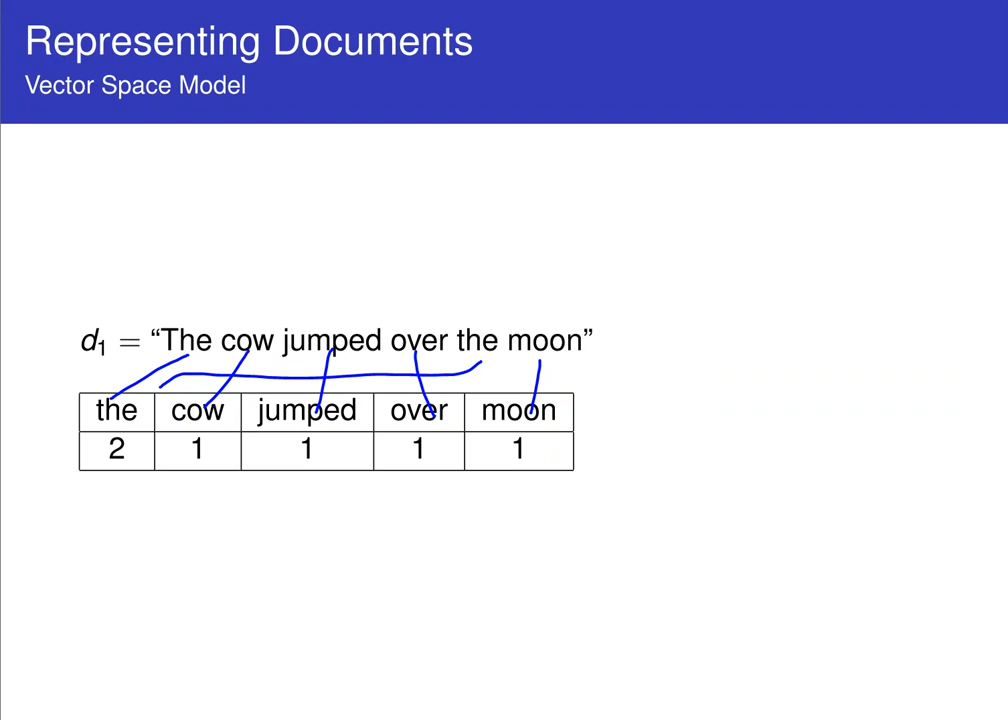 Representing Documents
Vector Space Model
d₁ = “The cow jumped over the moon”
the cow jumped over moon
2 1 1 1 1